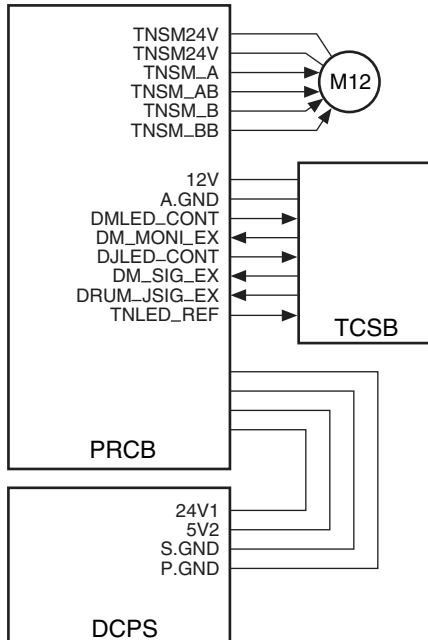 TNSM24V
TNSM24V
TNSM_A
TNSM_AB
TNSM_B
TNSM_BB
M12
12V
A.GND
DMLED_CONT
DM_MONI_EX
DJLED_CONT
DM_SIG_EX
DRUM_JSIG_EX
TNLED_REF
TCSB
PRCB
24V1
5V2
S.GND
P.GND
DCPS